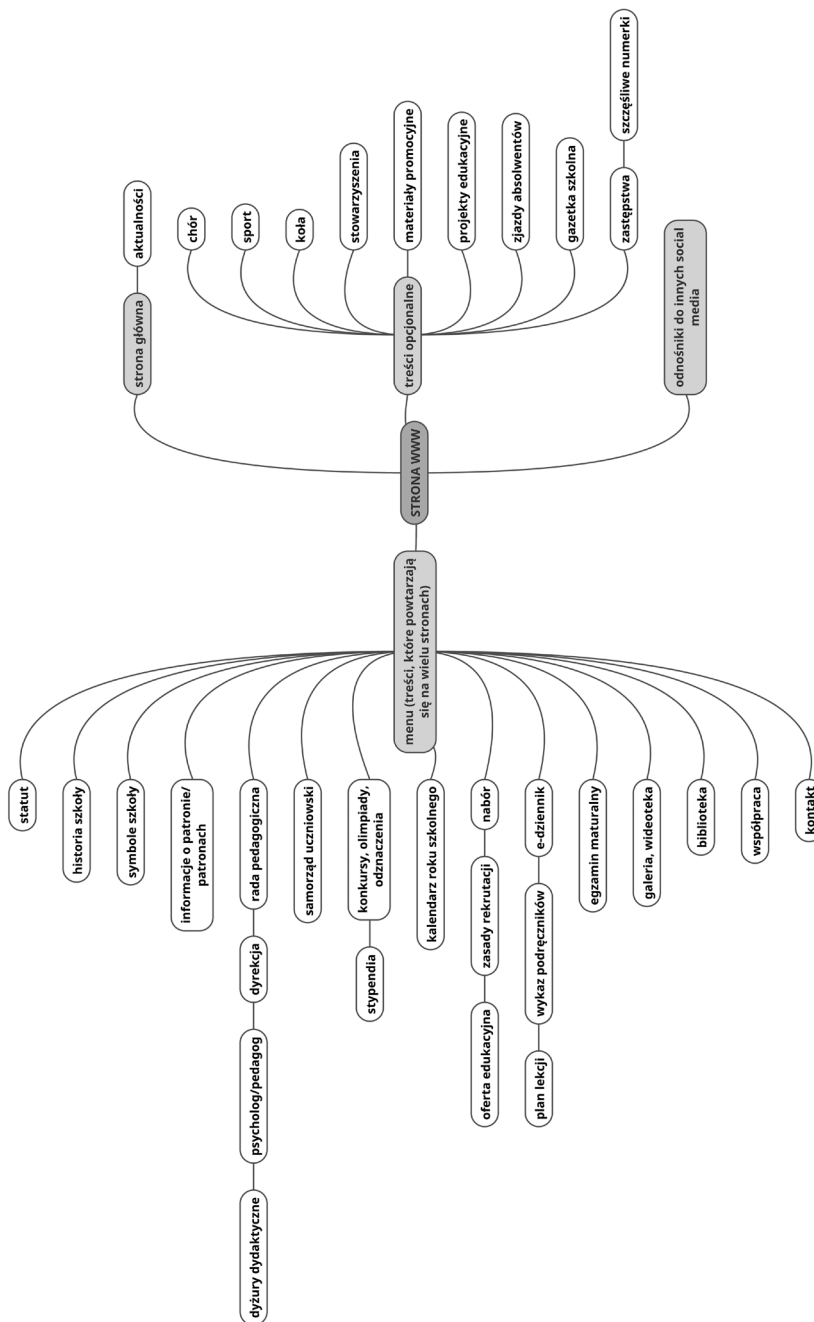 STRONA WWW
strona główna
aktualności
treści opcjonalne
chór
sport
koła
stowarzyszenia
materiały promocyjne
projekty edukacyjne
zjazdy absolwentów
gazetka szkolna
zastępstwa
szczęśliwe numerki
odnośniki do innych social
media
menu (treści, które powtarzają
się na wielu stronach)
statut
historia szkoły
symbole szkoły
informacje o patronie/
patronach
rada pedagogiczna
dyrekcja
psycholog/pedagog
dyżury dydaktyczne
samorząd uczniowski
konkursy, olimpiady,
odznaczenia
stypendia
kalendarz roku szkolnego
nabór
zasady rekrutacji
oferta edukacyjna
e-dziennik
wykaz podręczników
plan lekcji
egzamin maturalny
galeria, wideoteka
biblioteka
współpraca
kontakt